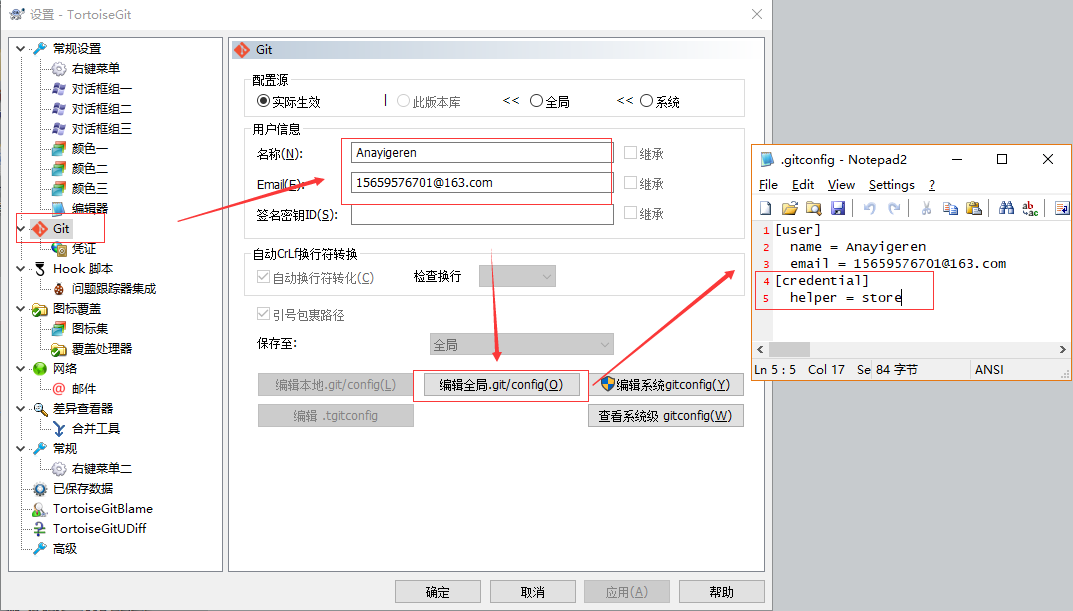 设置 - TortoiseGit
常规设置
右键菜单
对话框组一
对话框组二
对话框组三
颜色一
颜色二
颜色三
编辑器
Git
凭证
Hook 脚本
问题跟踪器集成
图标覆盖
图标集
覆盖处理器
网络
邮件
差异查看器
合并工具
常规
右键菜单二
已保存数据
TortoiseGitBlame
TortoiseGitUDiff
高级
Git
配置源
实际生效 | 此版本库 << 全局 << 系统
用户信息
名称(N): Anayigeren 继承
Email(E): 15659576701@163.com 继承
签名密钥ID(S): 继承
自动CrLf换行符转换
自动换行符转化(C) 检查换行
引号包裹路径
保存至: 全局
编辑本地.git/config(L) 编辑全局.git/config(O) 编辑系统gitconfig(Y)
编辑 .tgitconfig 查看系统级 gitconfig(W)
确定 取消 应用(A) 帮助
.gitconfig - Notepad2
File Edit View Settings ?
1 [user]
2 name = Anayigeren
3 email = 15659576701@163.com
4 [credential]
5 helper = store
Ln 5 : 5 Col 17 Se 84 字节 ANSI